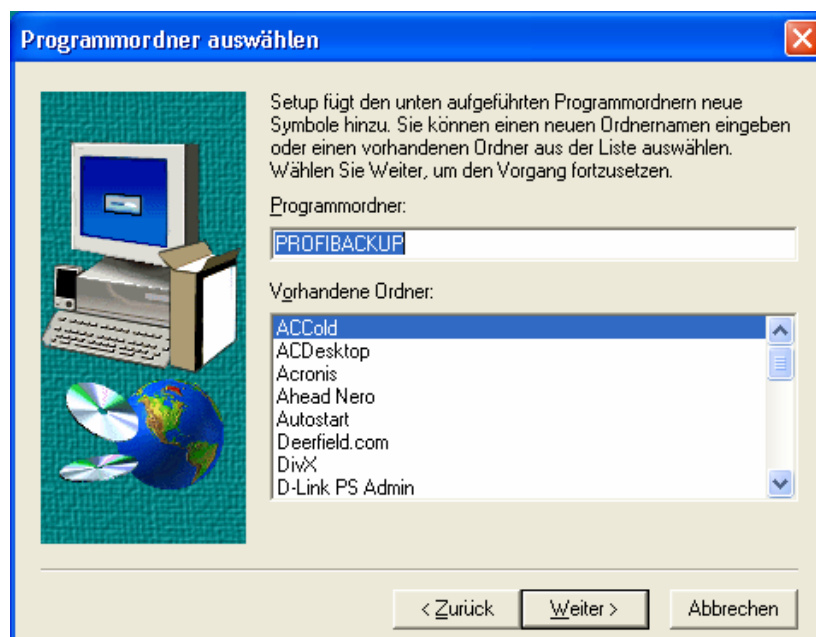 Programmordner auswählen
Setup fügt den unten aufgeführten Programmordnern neue
Symbole hinzu. Sie können einen neuen Ordnernamen eingeben
oder einen vorhandenen Ordner aus der Liste auswählen.
Wählen Sie Weiter, um den Vorgang fortzusetzen.
Programmordner:
PROFIBACKUP
Vorhandene Ordner:
ACCold
ACDesktop
Acronis
Ahead Nero
Autostart
Deerfield.com
DivX
D-Link PS Admin
< Zurück
Weiter >
Abbrechen